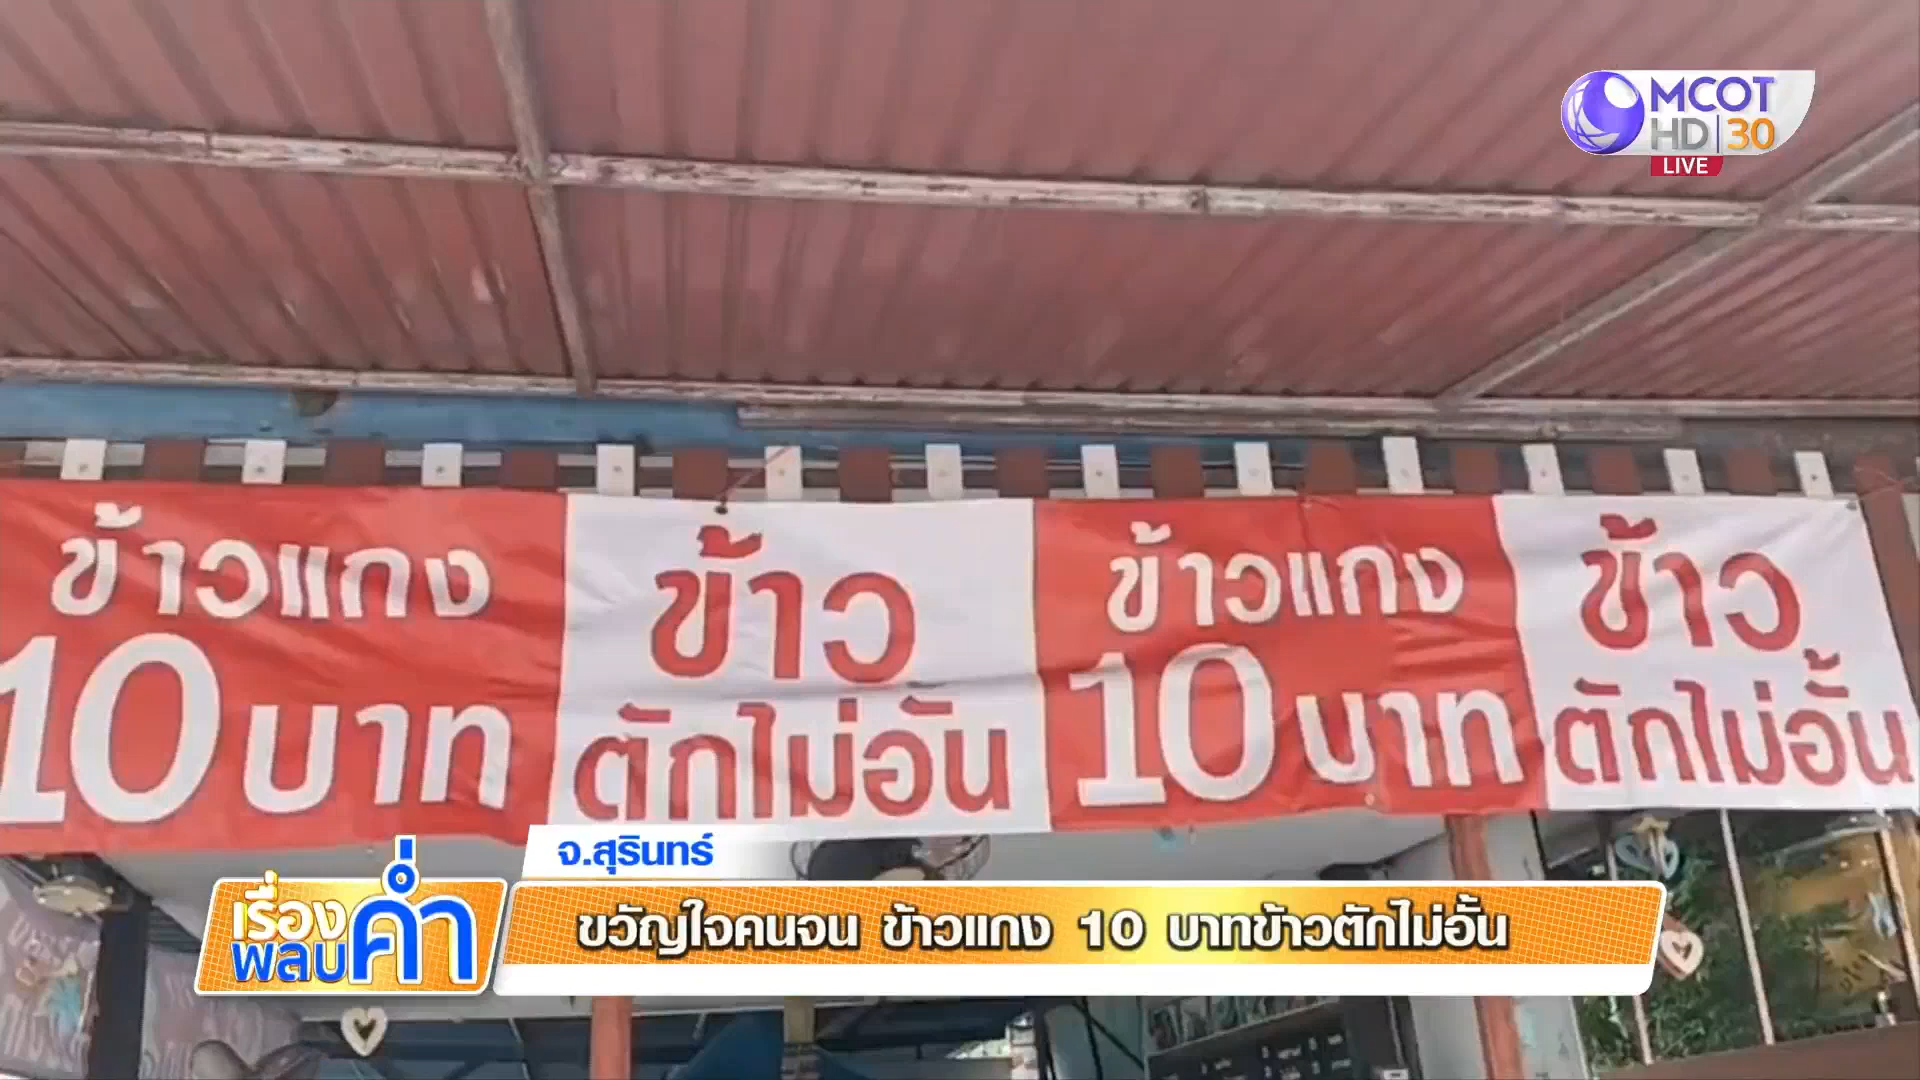 MCOT
HD 30
LIVE
ข้าวแกง
10 บาท
ข้าว
ตักไม่อั้น
ข้าวแกง
10 บาท
ข้าว
ตักไม่อั้น
จ.สุรินทร์
เรื่อง
พลบ
ค่ำ
ขวัญใจคนจน ข้าวแกง 10 บาทข้าวตักไม่อั้น